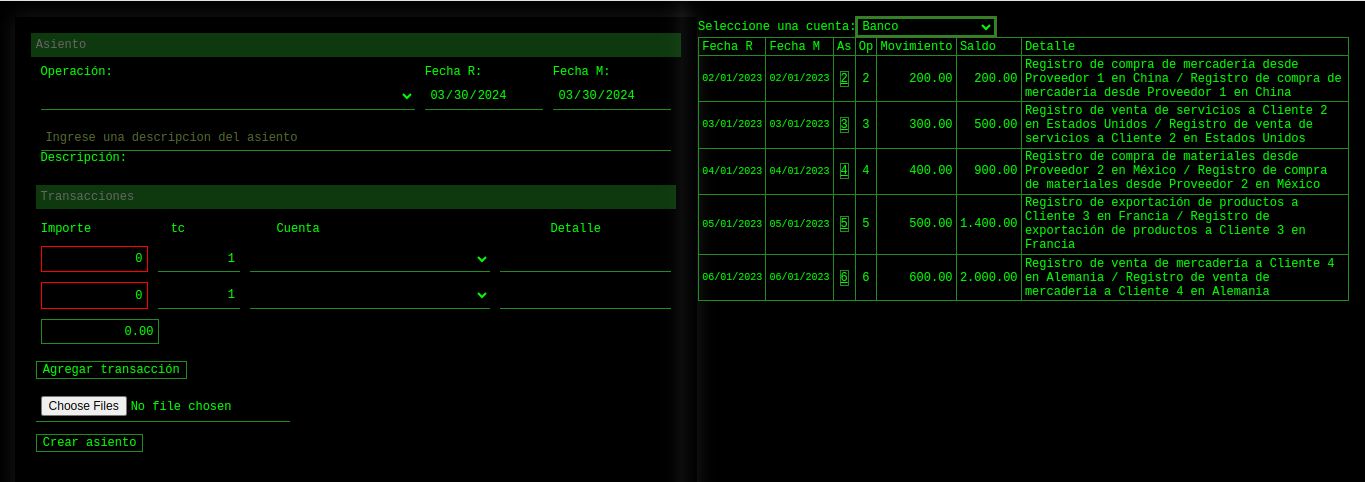 Asiento
Operación:
Fecha R:
Fecha M:
03/30/2024
03/30/2024
Ingrese una descripcion del asiento
Descripción:
Transacciones
Importe tc Cuenta Detalle
0 1
0 1
0.00
Agregar transacción
Choose Files No file chosen
Crear asiento
Seleccione una cuenta: Banco
Fecha R Fecha M As Op Movimiento Saldo Detalle
02/01/2023 02/01/2023 2 2 200.00 200.00 Registro de compra de mercadería desde
Proveedor 1 en China / Registro de compra de
mercadería desde Proveedor 1 en China
03/01/2023 03/01/2023 3 3 300.00 500.00 Registro de venta de servicios a Cliente 2
en Estados Unidos / Registro de venta de
servicios a Cliente 2 en Estados Unidos
04/01/2023 04/01/2023 4 4 400.00 900.00 Registro de compra de materiales desde
Proveedor 2 en México / Registro de compra
de materiales desde Proveedor 2 en México
05/01/2023 05/01/2023 5 5 500.00 1.400.00 Registro de exportación de productos a
Cliente 3 en Francia / Registro de
exportación de productos a Cliente 3 en
Francia
06/01/2023 06/01/2023 6 6 600.00 2.000.00 Registro de venta de mercadería a Cliente 4
en Alemania / Registro de venta de
mercadería a Cliente 4 en Alemania